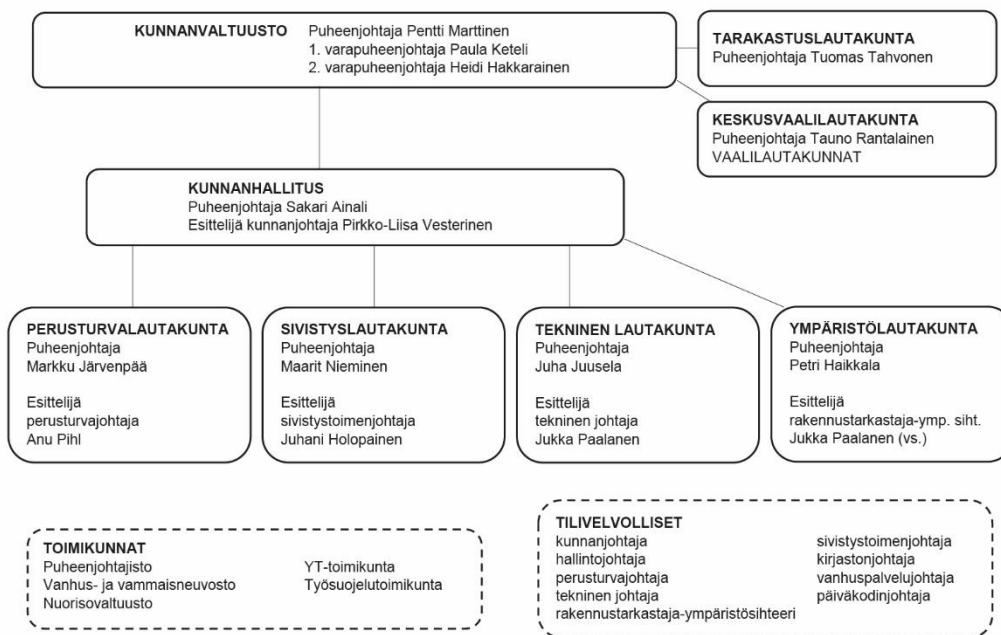 KUNNANVALTUUSTO Puheenjohtaja Pentti Marttinen
1. varapuheenjohtaja Paula Keteli
2. varapuheenjohtaja Heidi Hakkarainen
TARAKASTUSLAUTAKUNTA
Puheenjohtaja Tuomas Tahvonen
KESKUSVAALILAUTAKUNTA
Puheenjohtaja Tauno Rantalainen
VAALILAUTAKUNNAT
KUNNANHALLITUS
Puheenjohtaja Sakari Ainali
Esittelijä kunnanjohtaja Pirkko-Liisa Vesterinen
PERUSTURVALAUTAKUNTA
Puheenjohtaja
Markku Järvenpää
Esittelijä
perusturvajohtaja
Anu Pihl
SIVISTYSLAUTAKUNTA
Puheenjohtaja
Maarit Nieminen
Esittelijä
sivistystoimenjohtaja
Juhani Holopainen
TEKNINEN LAUTAKUNTA
Puheenjohtaja
Juha Juusela
Esittelijä
tekninen johtaja
Jukka Paalanen
YMPÄRISTÖLAUTAKUNTA
Puheenjohtaja
Petri Haikkala
Esittelijä
rakennustarkastaja-ymp. siht.
Jukka Paalanen (vs.)
TOIMIKUNNAT
Puheenjohtajisto
Vanhus- ja vammaisneuvosto
Nuorisovaltuusto
YT-toimikunta
Työsuojelutoimikunta
TILIVELVOLLISET
kunnanjohtaja
hallintojohtaja
perusturvajohtaja
tekninen johtaja
rakennustarkastaja-ympäristösihteeri
sivistystoimenjohtaja
kirjastonjohtaja
vanhuspalvelujohtaja
päiväkodinjohtaja